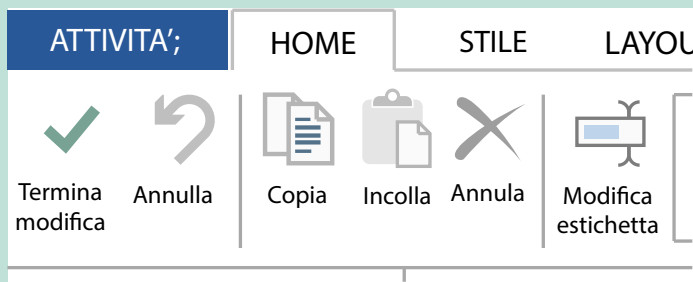 ATTIVITA’;
HOME
STILE
LAYOU
Termina
modifica
Annulla
Copia
Incolla
Annula
Modifica
estichetta